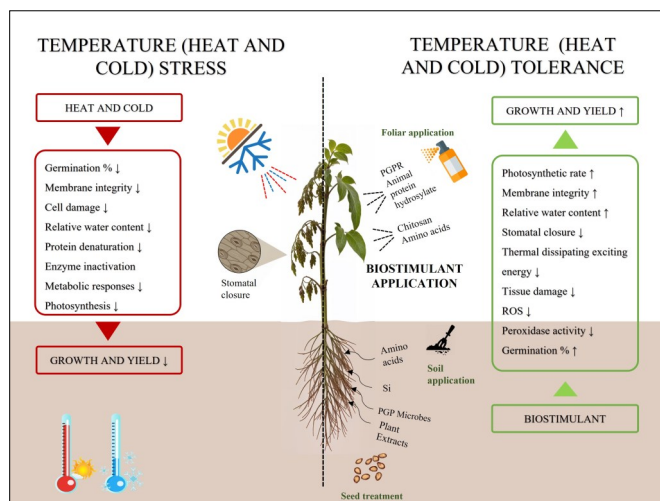 TEMPERATURE (HEAT AND
COLD) STRESS
HEAT AND COLD
Germination % ↓
Membrane integrity ↓
Cell damage ↓
Relative water content ↓
Protein denaturation ↓
Enzyme inactivation
Metabolic responses ↓
Photosynthesis ↓
GROWTH AND YIELD ↓
Stomatal
closure
TEMPERATURE (HEAT
AND COLD) TOLERANCE
Foliar application
PGPR
Animal
protein
hydrosylate
Chitosan
Amino acids
BIOSTIMULANT
APPLICATION
Amino
acids
Si
PGP Microbes
Plant
Extracts
Soil
application
Seed treatment
GROWTH AND YIELD ↑
Photosynthetic rate ↑
Membrane integrity ↑
Relative water content ↑
Stomatal closure ↓
Thermal dissipating exciting
energy ↓
Tissue damage ↓
ROS ↓
Peroxidase activity ↓
Germination % ↑
BIOSTIMULANT